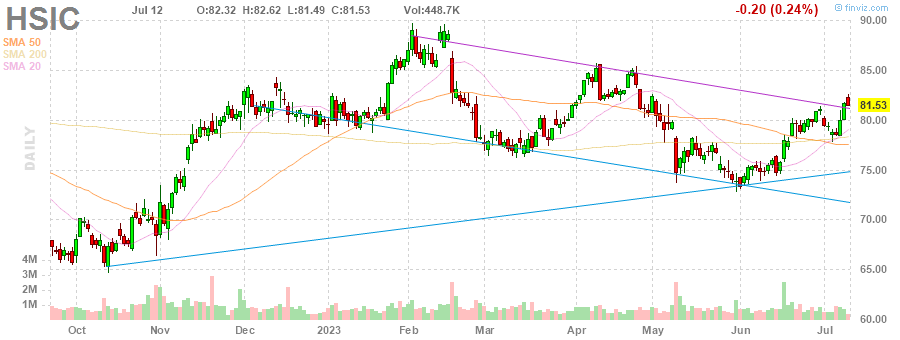 HSIC Jul 12 O:82.32 H:82.62 L:81.49 C:81.53 Vol:448.7K -0.20 (0.24%) © finviz.com
SMA 50
SMA 200
SMA 20
DAILY
90.00
85.00
81.53
80.00
75.00
70.00
65.00
60.00
4M
3M
2M
1M
Oct Nov Dec 2023 Feb Mar Apr May Jun Jul